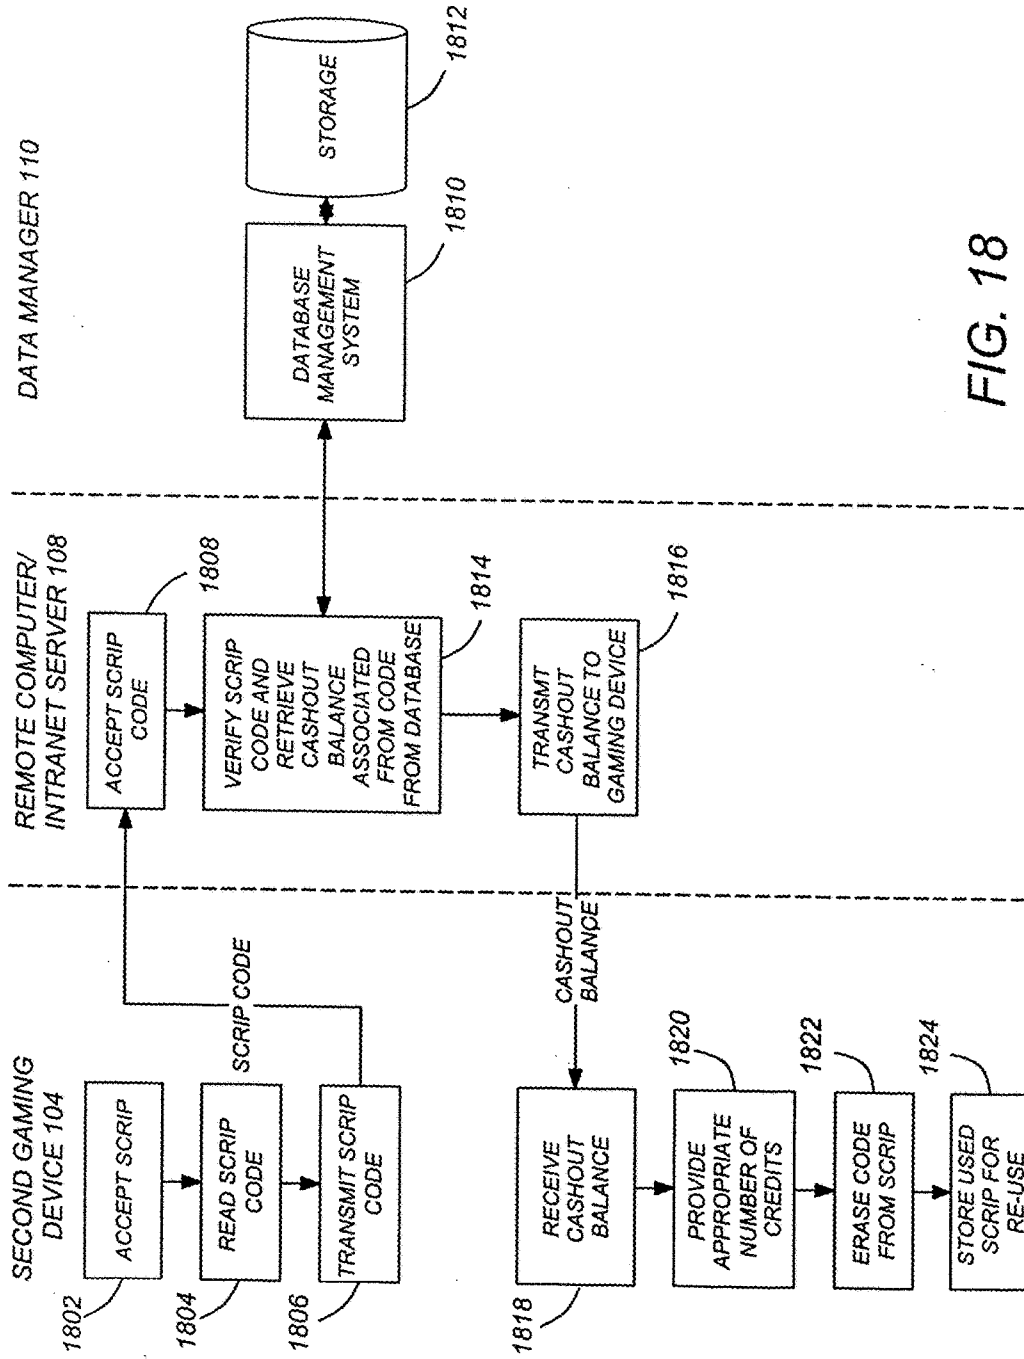 SECOND GAMING
DEVICE 104
1802
ACCEPT SCRIP
1804
READ SCRIP
CODE
1806
TRANSMIT SCRIP
CODE
SCRIP CODE
REMOTE COMPUTER/
INTRANET SERVER 108
ACCEPT SCRIP
CODE
1808
VERIFY SCRIP
CODE AND
RETRIEVE
CASHOUT
BALANCE
ASSOCIATED
FROM CODE
FROM DATABASE
1814
TRANSMT
CASHOUT
BALANCE TO
GAMING DEVICE
1816
DATA MANAGER 110
DATABASE
MANAGEMENT
SYSTEM
1810
STORAGE
1812
CASHOUT
BALANCE
1818
RECEIVE
CASHOUT
BALANCE
PROVIDE
APPROPRIATE
NUMBER OF
CREDITS
1820
ERASE CODE
FROM SCRIP
1822
STORE USED
SCRIP FOR
RE-USE
1824
FIG. 18